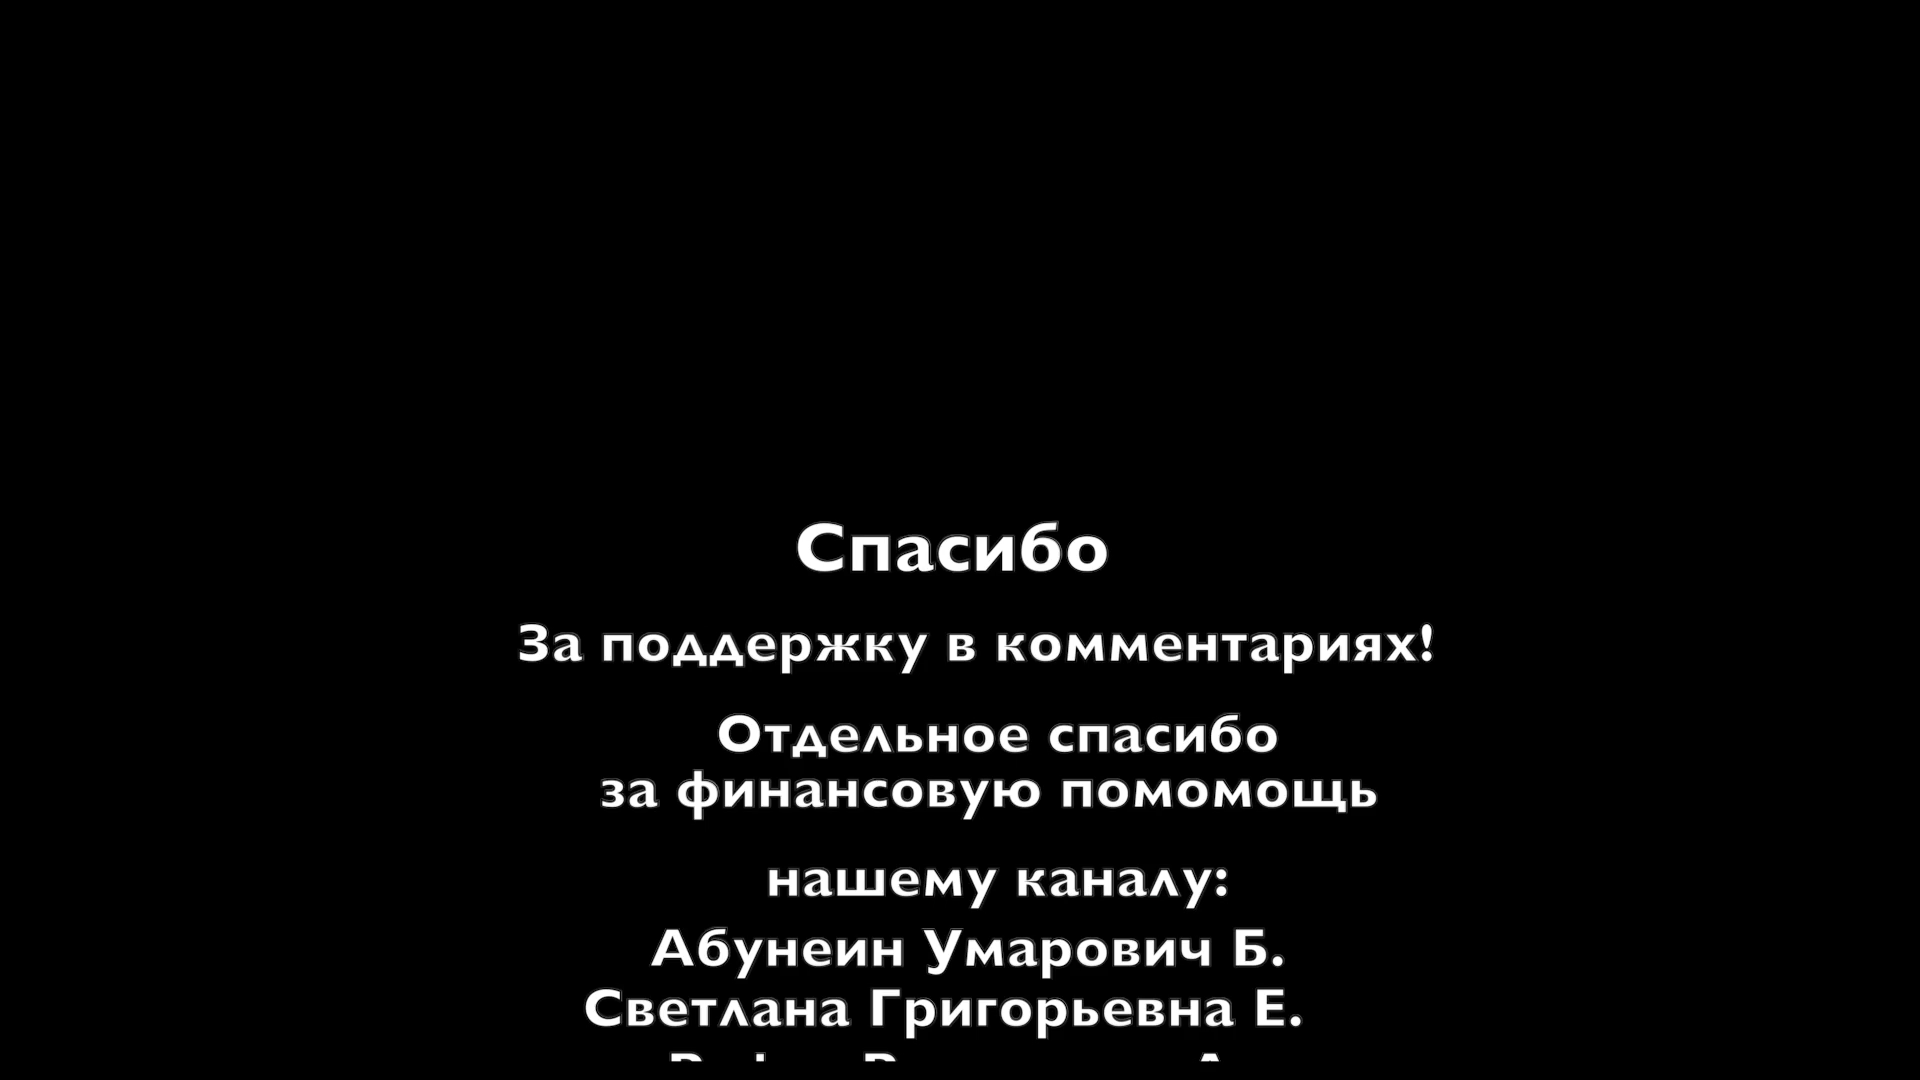 Спасибо
За поддержку в комментариях!
Отдельное спасибо
за финансовую помомощь
нашему каналу:
Абунеин Умарович Б.
Светлана Григорьевна Е.